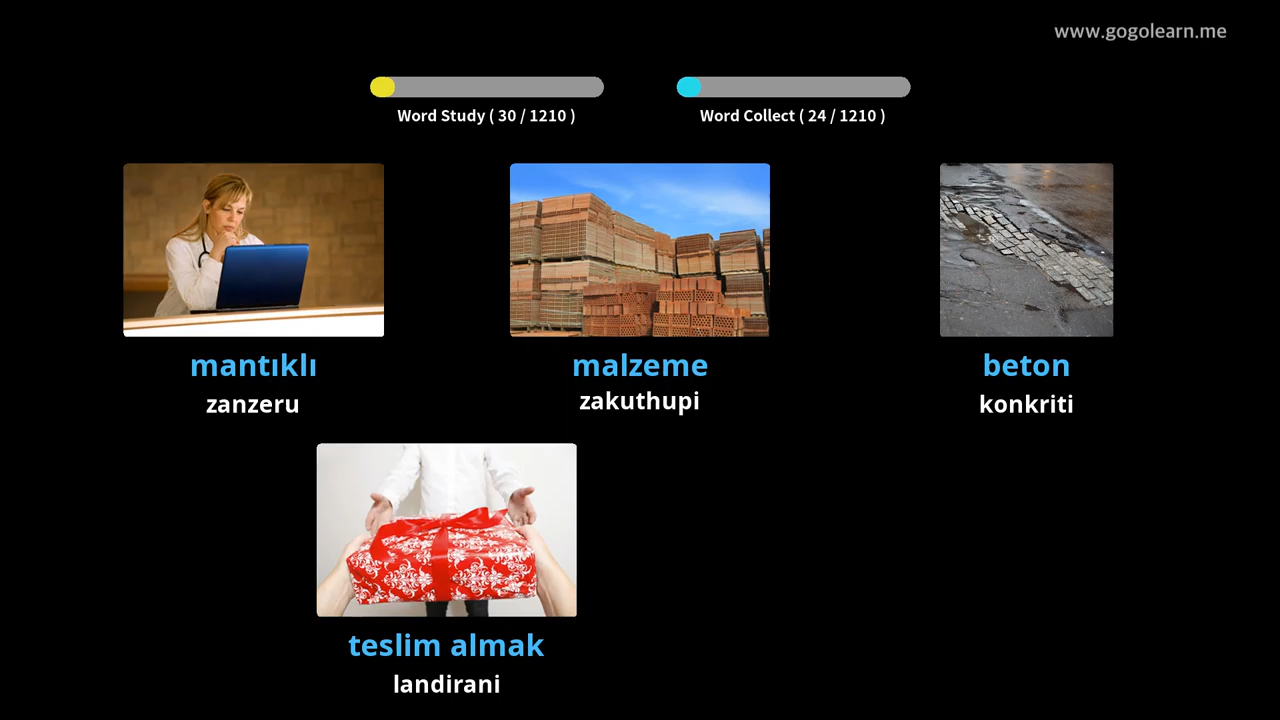 www.gogolearn.me
Word Study ( 30 / 1210 )
Word Collect ( 24 / 1210 )
mantıklı
zanzeru
malzeme
zakuthupi
beton
konkriti
teslim almak
landirani